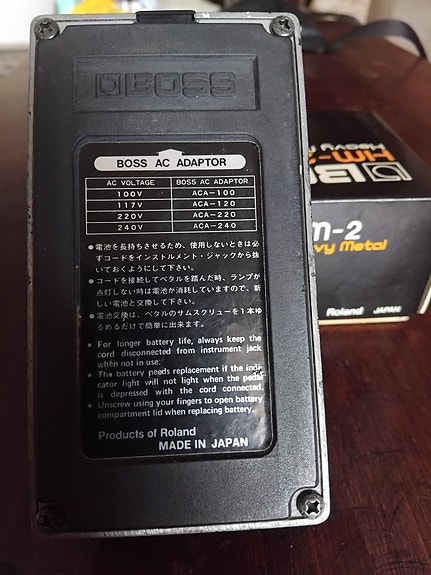 BOSS
BOSS AC ADAPTOR
AC VOLTAGE BOSS AC ADAPTOR
100V ACA-100
117V ACA-120
220V ACA-220
240V ACA-240
●電池を長持ちさせるため、使用しないときは必
ずコードをインストルメント・ジャックから抜
いておくようにして下さい。
●コードを接続してペタルを踏んだ時、ランプが
点灯しない時は電池が消耗していますので、新
しい電池と交換して下さい。
●電池交換は、ペタルのサムスクリューを1本ゆ
るめるだけで簡単に出来ます。
● For longer battery life, always keep the
cord disconnected from instrument jack
when not in use.
● The battery needs replacement if the indi-
cator light will not light when the pedal
is depressed with the cord connected.
● Unscrew using your fingers to open battery
compartment lid when replacing battery.
Products of Roland
MADE IN JAPAN
HM-2
Heavy
m-2
vy Metal
Roland JAPAN